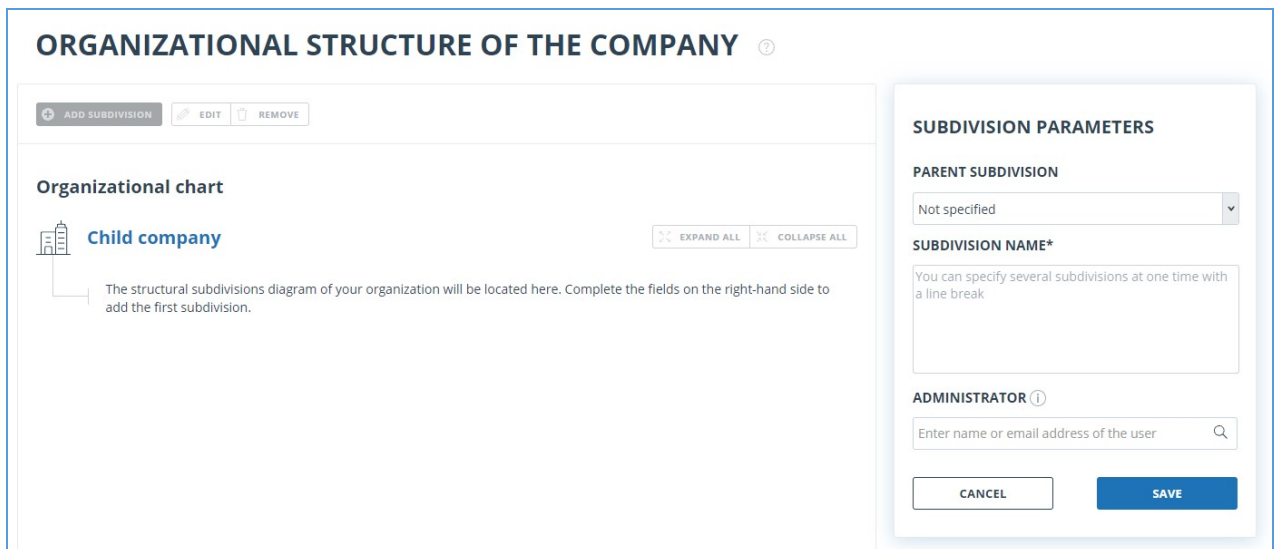 ORGANIZATIONAL STRUCTURE OF THE COMPANY ?
ADD SUBDIVISION EDIT REMOVE
Organizational chart
Child company
EXPAND ALL COLLAPSE ALL
The structural subdivisions diagram of your organization will be located here. Complete the fields on the right-hand side to
add the first subdivision.
SUBDIVISION PARAMETERS
PARENT SUBDIVISION
Not specified
SUBDIVISION NAME*
You can specify several subdivisions at one time with
a line break
ADMINISTRATOR i
Enter name or email address of the user
CANCEL SAVE